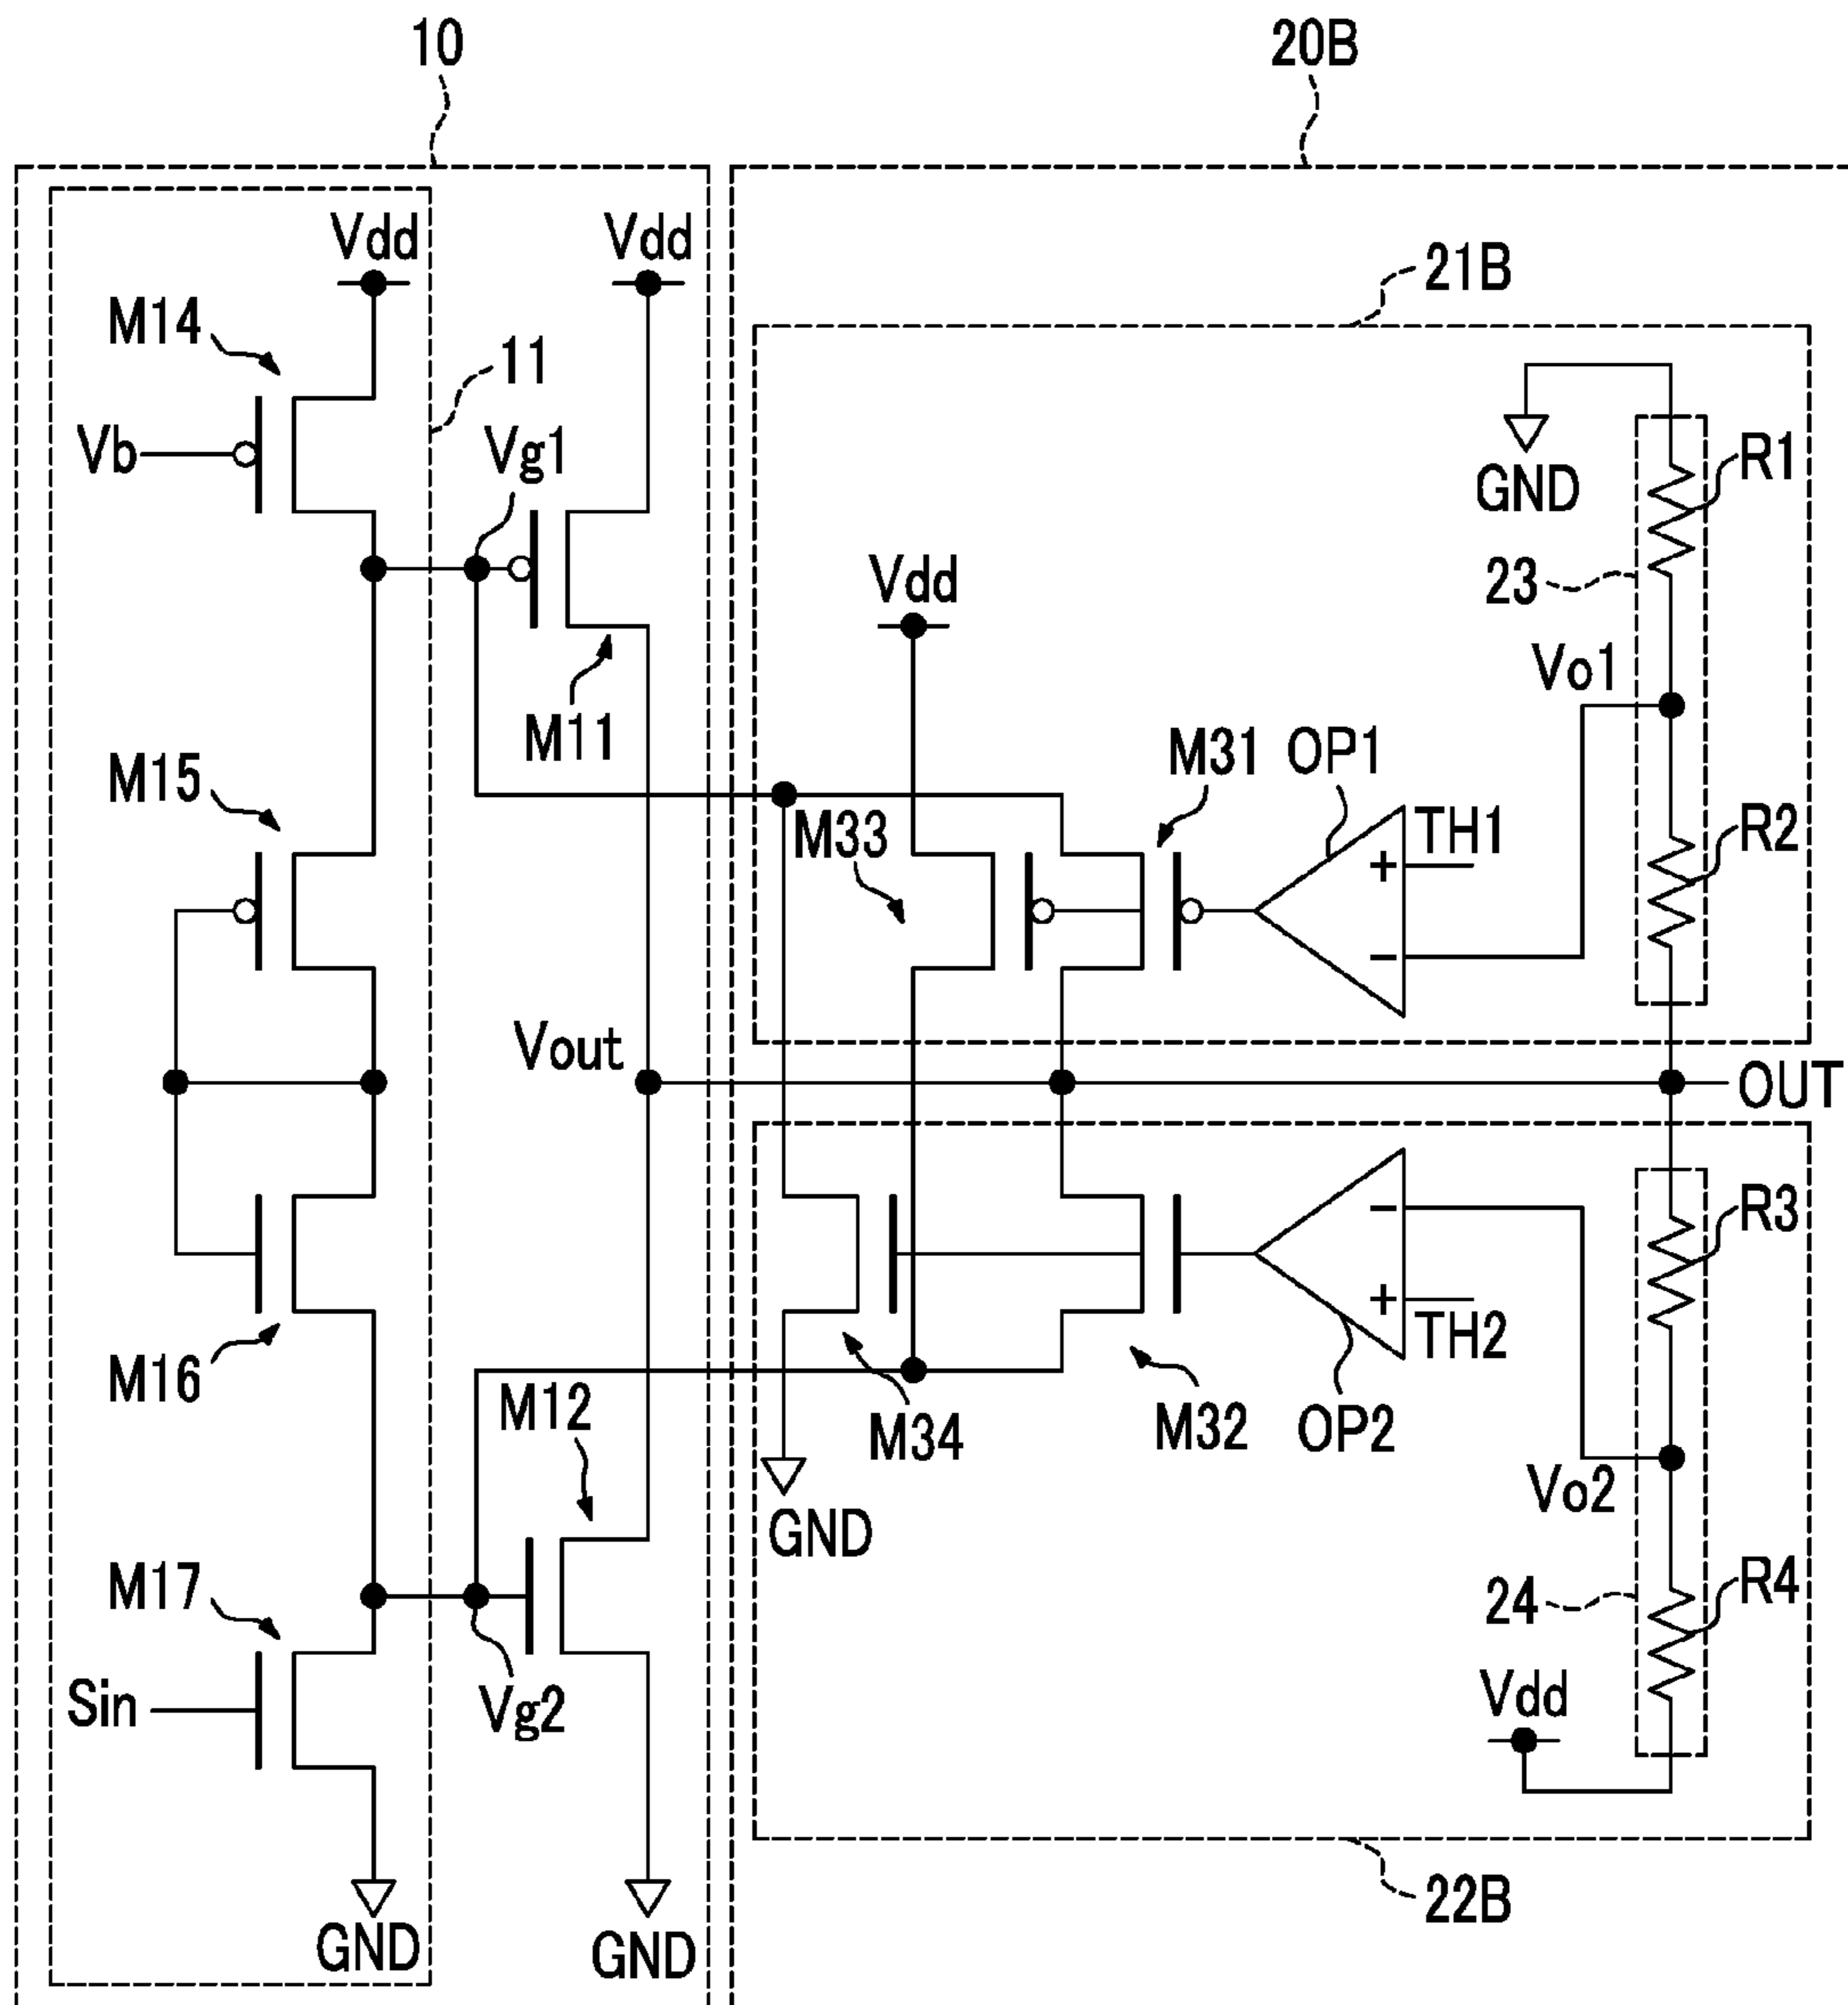 10
20B
Vdd
Vdd
21B
M14
11
Vb
Vg1
GND
R1
Vdd
23
Vo1
M11
M31
OP1
M15
TH1
R2
M33
+
-
Vout
OUT
-
R3
+
TH2
M16
M12
M34
M32
OP2
Vo2
GND
M17
24
R4
Sin
Vg2
Vdd
22B
GND
GND